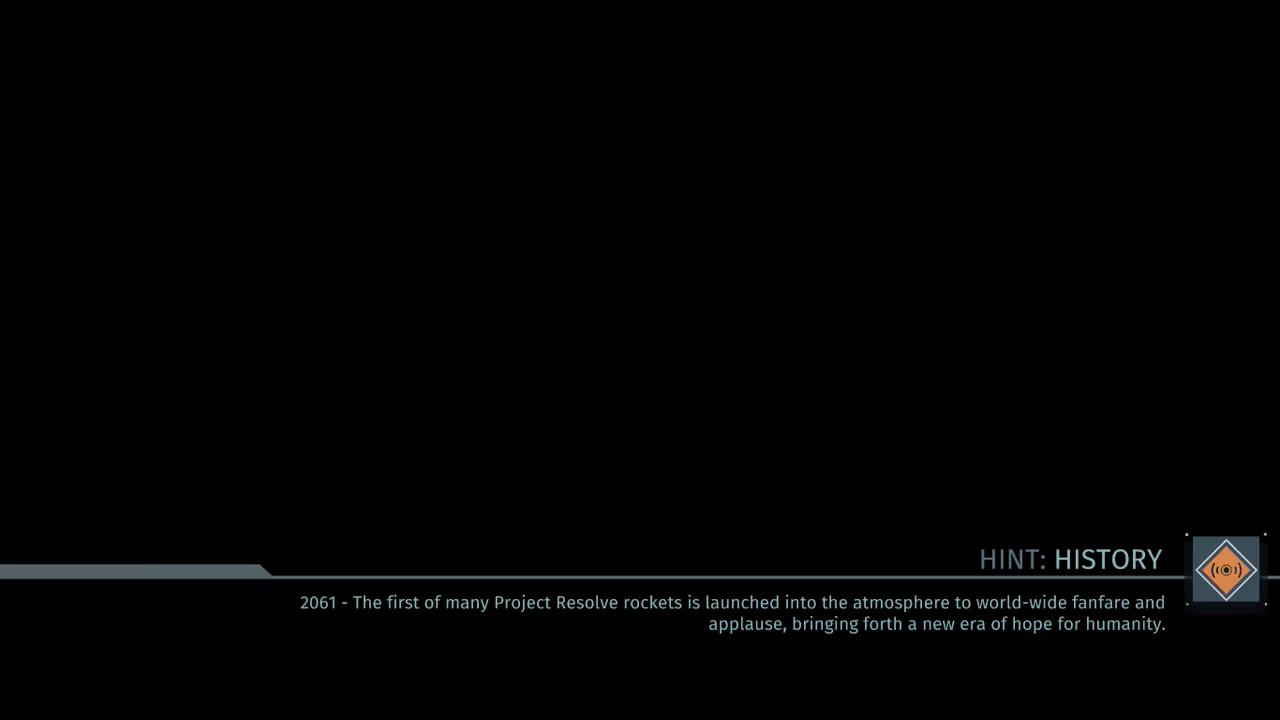 HINT: HISTORY
2061 - The first of many Project Resolve rockets is launched into the atmosphere to world-wide fanfare and
applause, bringing forth a new era of hope for humanity.